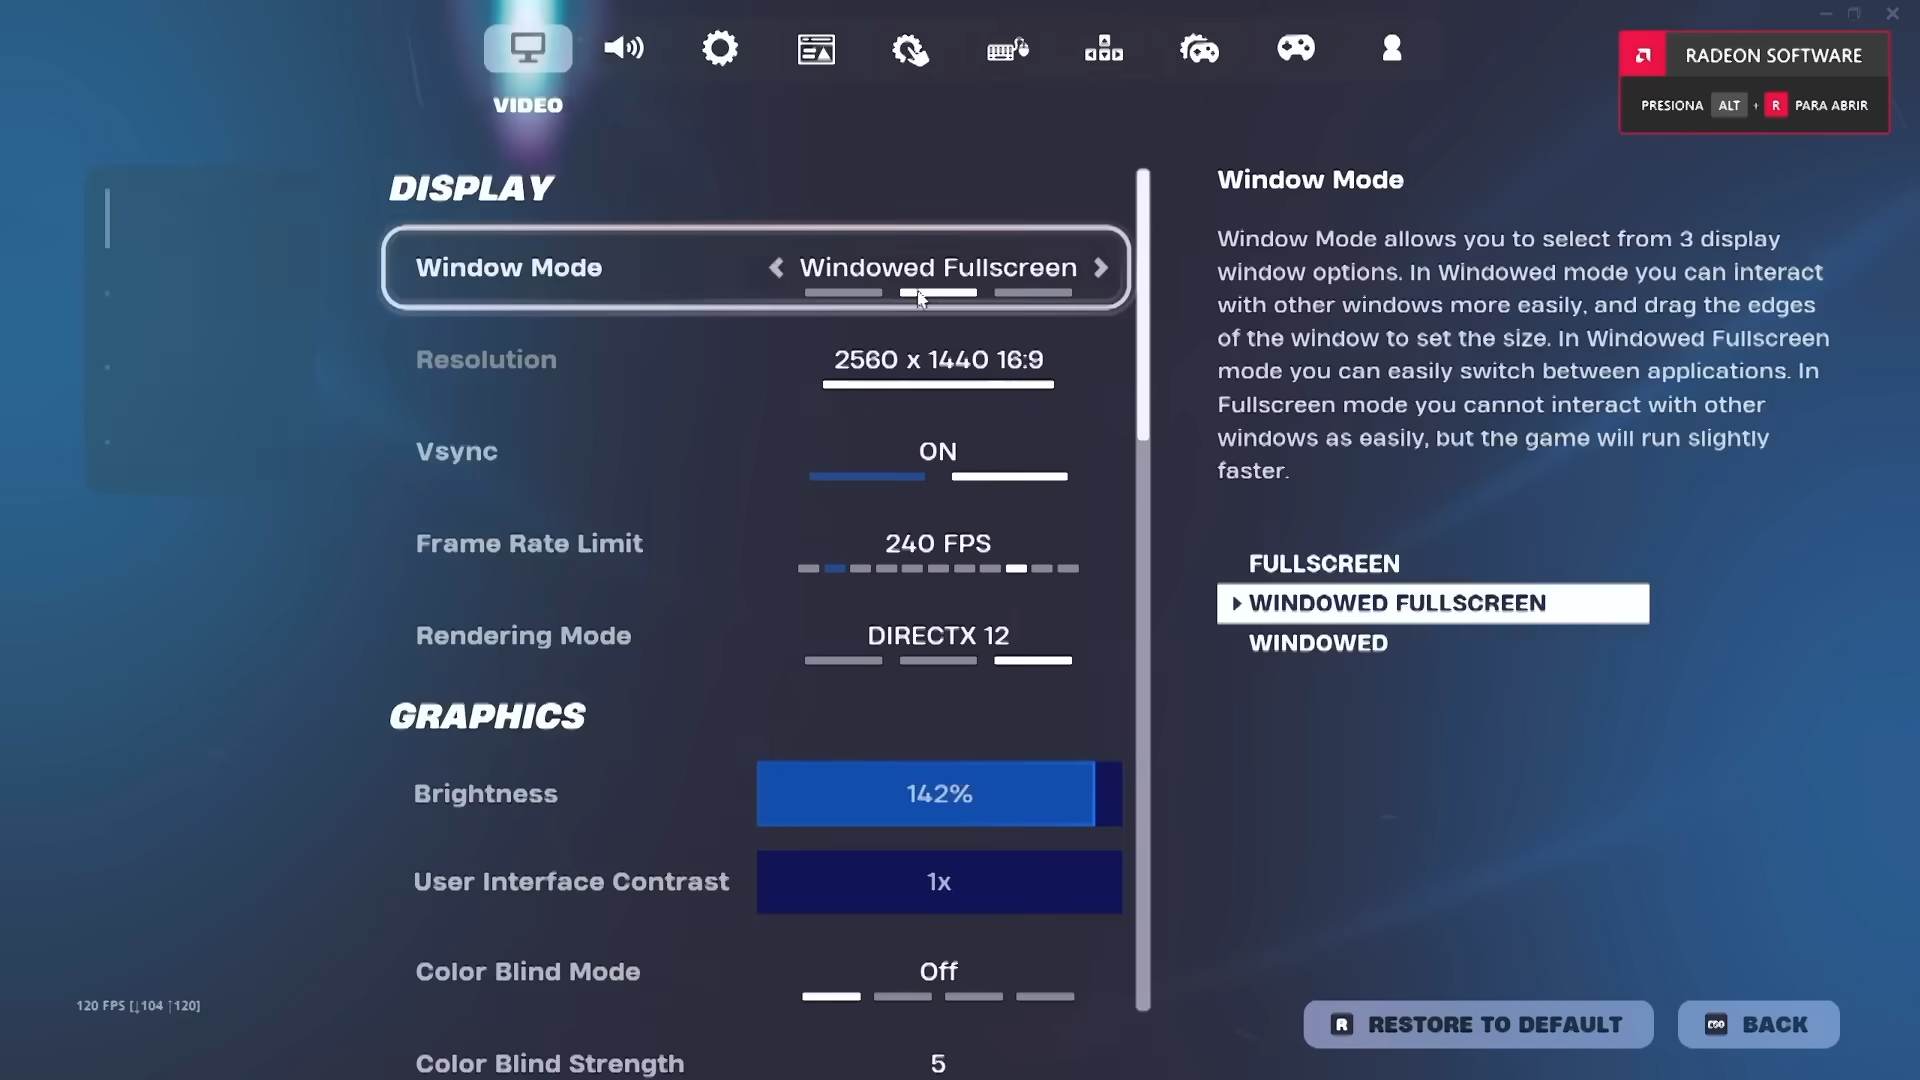 VIDEO
RADEON SOFTWARE
PRESIONA ALT + R PARA ABRIR
DISPLAY
Window Mode
Windowed Fullscreen
Resolution
2560 x 1440 16:9
Vsync
ON
Frame Rate Limit
240 FPS
Rendering Mode
DIRECTX 12
GRAPHICS
Brightness
142%
User Interface Contrast
1x
Color Blind Mode
Off
Color Blind Strength
5
Window Mode
Window Mode allows you to select from 3 display
window options. In Windowed mode you can interact
with other windows more easily, and drag the edges
of the window to set the size. In Windowed Fullscreen
mode you can easily switch between applications. In
Fullscreen mode you cannot interact with other
windows as easily, but the game will run slightly
faster.
FULLSCREEN
WINDOWED FULLSCREEN
WINDOWED
120 FPS [↓104 ↑120]
R RESTORE TO DEFAULT
ESC BACK